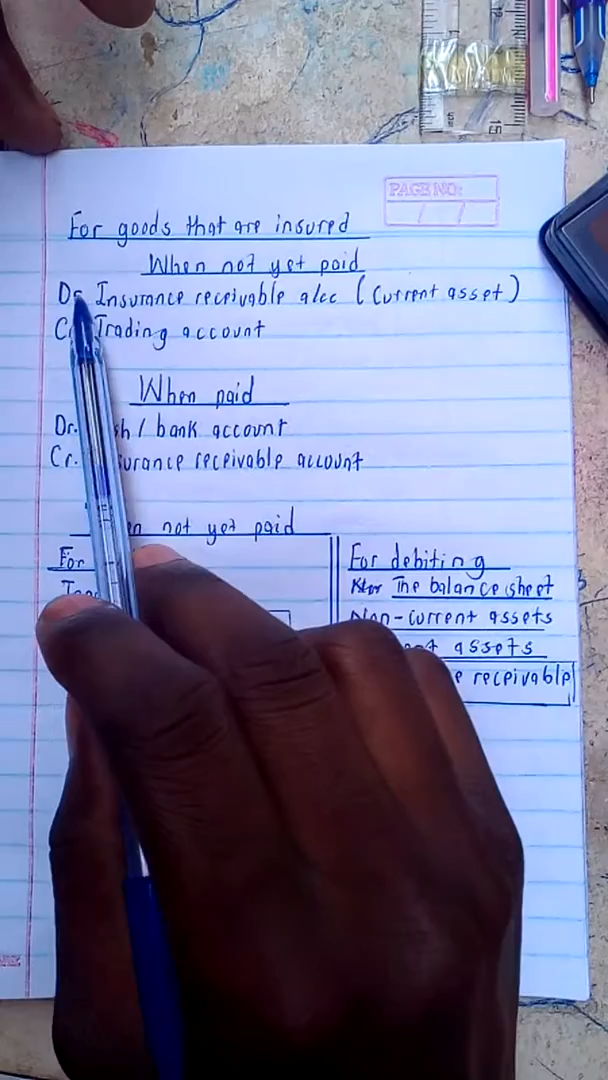 PAGE NO:
For goods that are insured
When not yet paid
Dr. Insurance receivable a/cc (Current asset)
Trading account
When paid
Dr. / bank account
Cr. receivable account
not yet paid
For
For debiting
The balance sheet
Non-current assets
assets
receivable